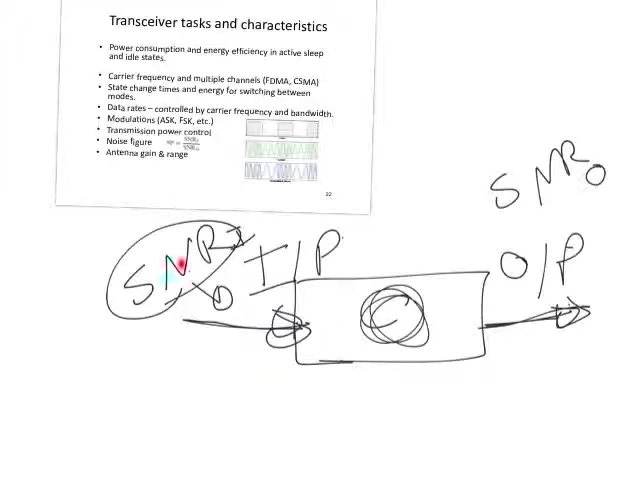 Transceiver tasks and characteristics
• Power consumption and energy efficiency in active sleep
and idle states.
• Carrier frequency and multiple channels (FDMA, CSMA)
• State change times and energy for switching between
modes.
• Data rates – controlled by carrier frequency and bandwidth.
• Modulations (ASK, FSK, etc.)
• Transmission power control
• Noise figure
• Antenna gain & range
22
SNRO
SNRI
I/P
O/P